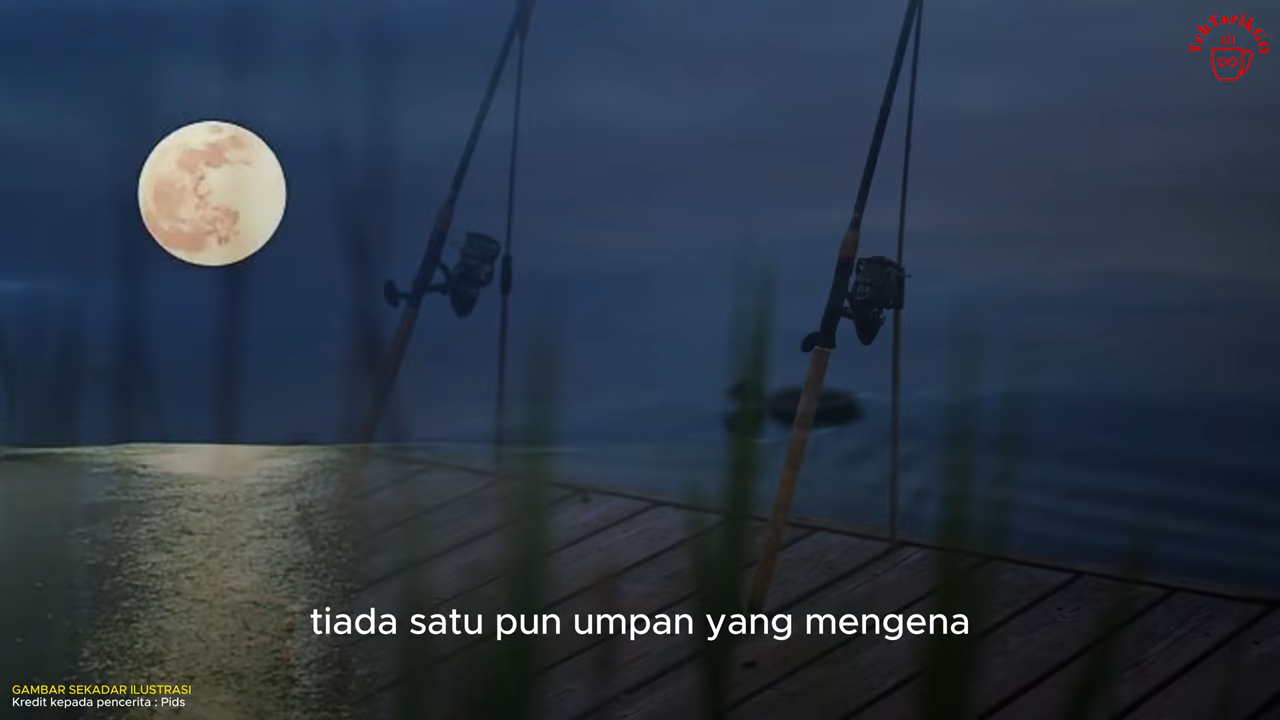 tiada satu pun umpan yang mengena
GAMBAR SEKADAR ILUSTRASI
Kredit kepada pencerita : Pids